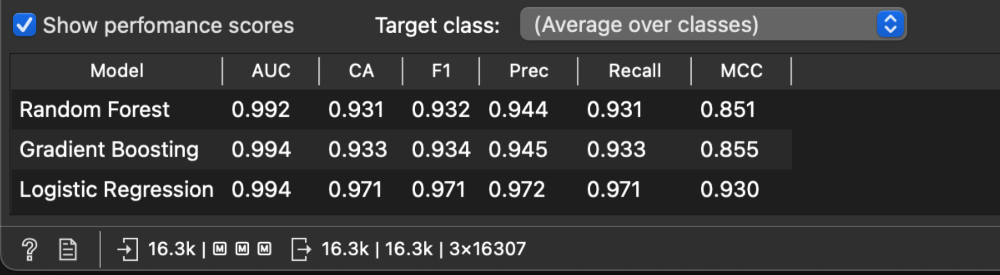 Show perfomance scores Target class: (Average over classes)
Model AUC CA F1 Prec Recall MCC
Random Forest 0.992 0.931 0.932 0.944 0.931 0.851
Gradient Boosting 0.994 0.933 0.934 0.945 0.933 0.855
Logistic Regression 0.994 0.971 0.971 0.972 0.971 0.930
? 16.3k | M M M 16.3k | 16.3k | 3×16307